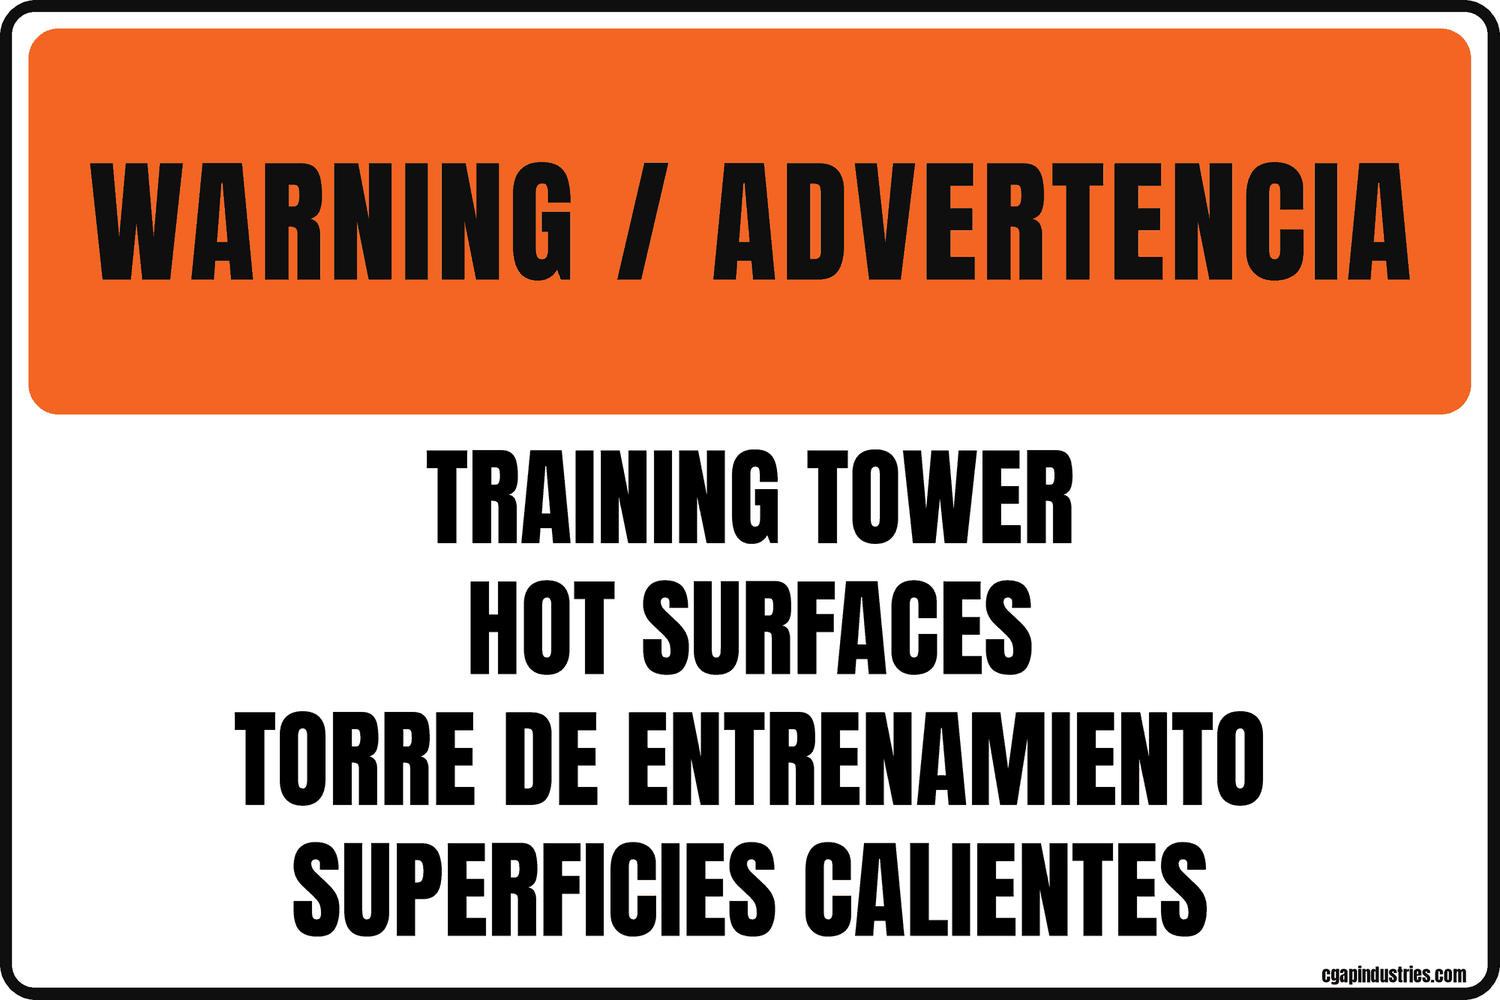 WARNING / ADVERTENCIA
TRAINING TOWER
HOT SURFACES
TORRE DE ENTRENAMIENTO
SUPERFICIES CALIENTES
cgapindustries.com